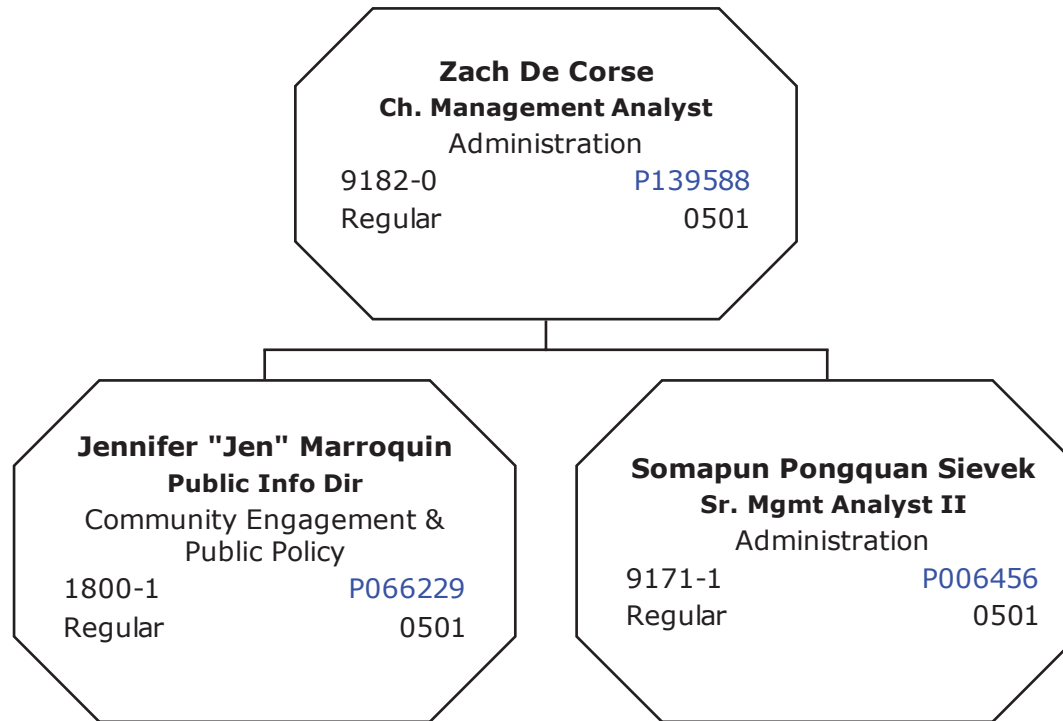 Zach De Corse
Ch. Management Analyst
Administration
9182-0 P139588
Regular 0501
Jennifer "Jen" Marroquin
Public Info Dir
Community Engagement &
Public Policy
1800-1 P066229
Regular 0501
Somapun Pongquan Sievek
Sr. Mgmt Analyst II
Administration
9171-1 P006456
Regular 0501